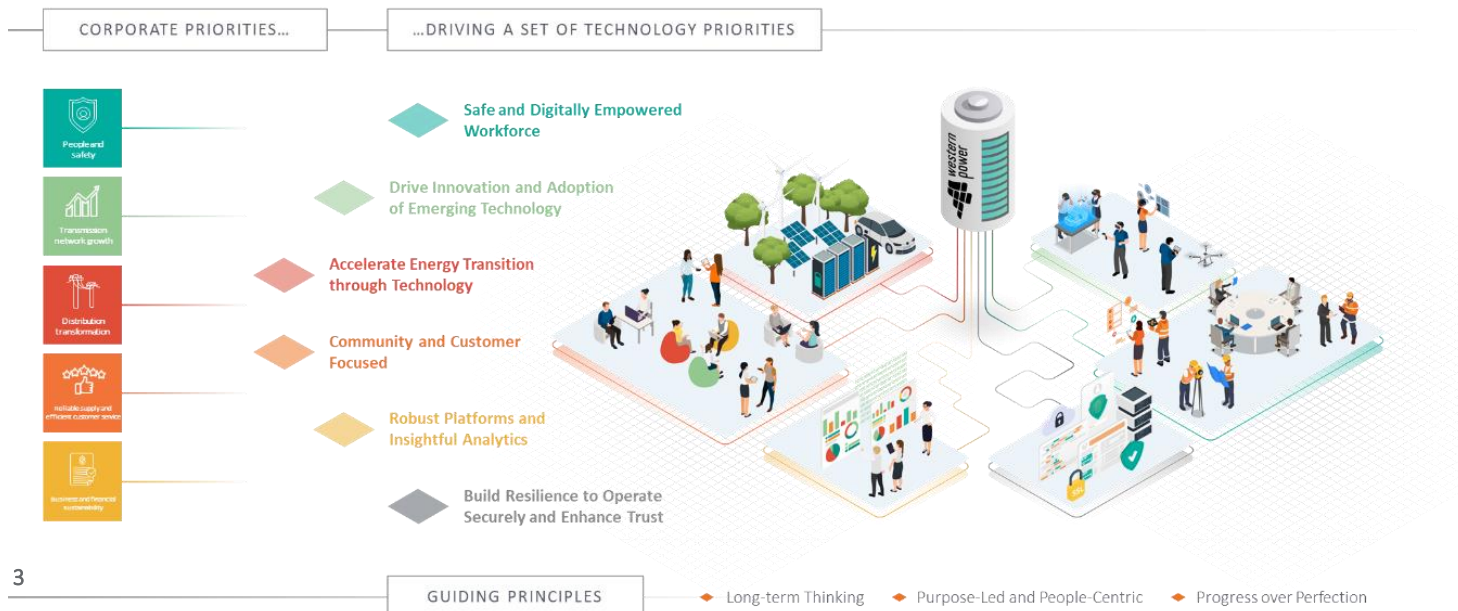 CORPORATE PRIORITIES…
…DRIVING A SET OF TECHNOLOGY PRIORITIES
People and
safety
Transmission
network growth
Distribution
transformation
Reliable supply and
efficient customer service
Business and financial
sustainability
Safe and Digitally Empowered
Workforce
Drive Innovation and Adoption
of Emerging Technology
Accelerate Energy Transition
through Technology
Community and Customer
Focused
Robust Platforms and
Insightful Analytics
Build Resilience to Operate
Securely and Enhance Trust
western
power
3
GUIDING PRINCIPLES
Long-term Thinking
Purpose-Led and People-Centric
Progress over Perfection